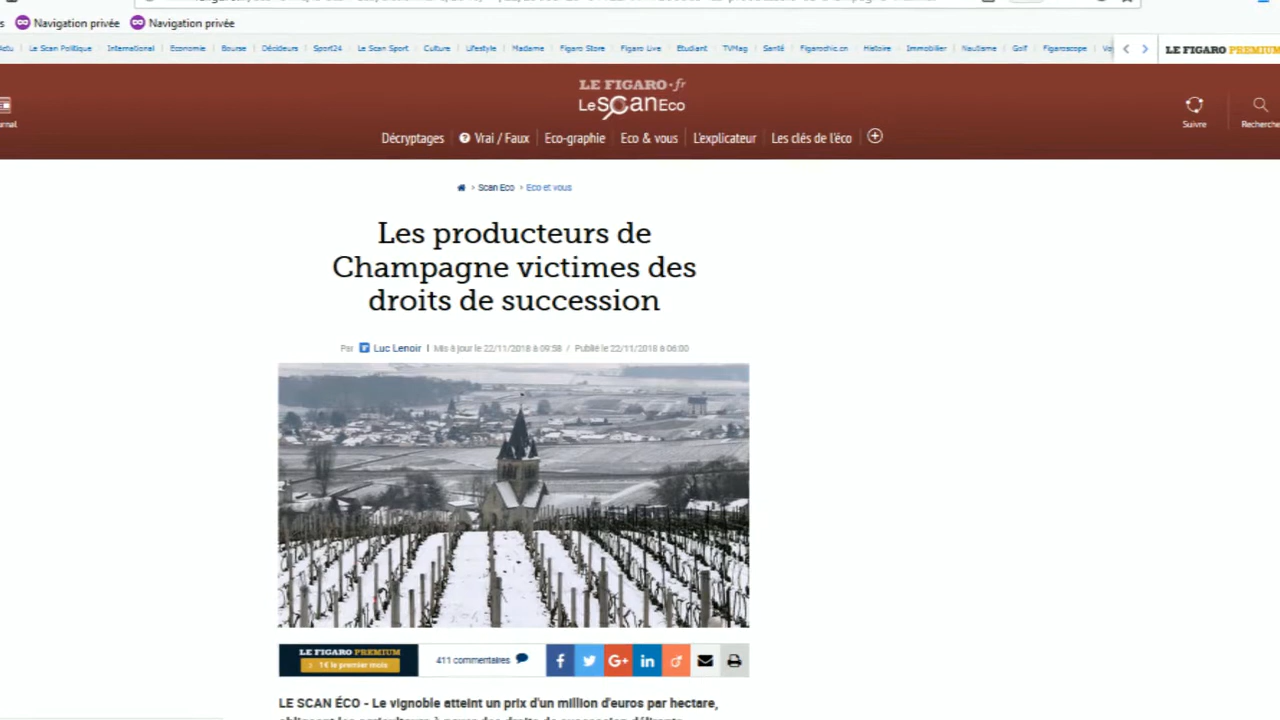 Navigation privée Navigation privée
Actu Le Scan Politique International Economie Bourse Décideurs Sport24 Le Scan Sport Culture Lifestyle Madame Figaro Store Figaro Live Etudiant TVMag Santé Figarochic.cn Histoire Immobilier Nautisme Golf Figaroscope
LE FIGARO PREMIUM
LE FIGARO·fr
Le scan Eco
Suivre
Recherche
Décryptages Vrai / Faux Eco-graphie Eco & vous L'explicateur Les clés de l'éco
Scan Eco > Eco et vous
Les producteurs de
Champagne victimes des
droits de succession
Par Luc Lenoir | Mis à jour le 22/11/2018 à 09:58 / Publié le 22/11/2018 à 06:00
LE FIGARO PREMIUM
1€ le premier mois
411 commentaires
LE SCAN ÉCO - Le vignoble atteint un prix d'un million d'euros par hectare,